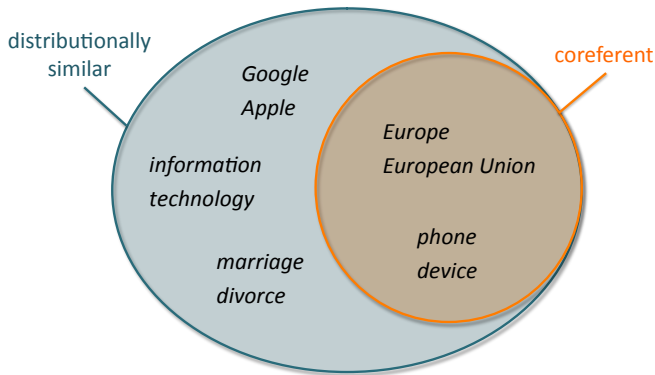 distributionally
similar
coreferent
Google
Apple
Europe
European Union
information
technology
phone
device
marriage
divorce